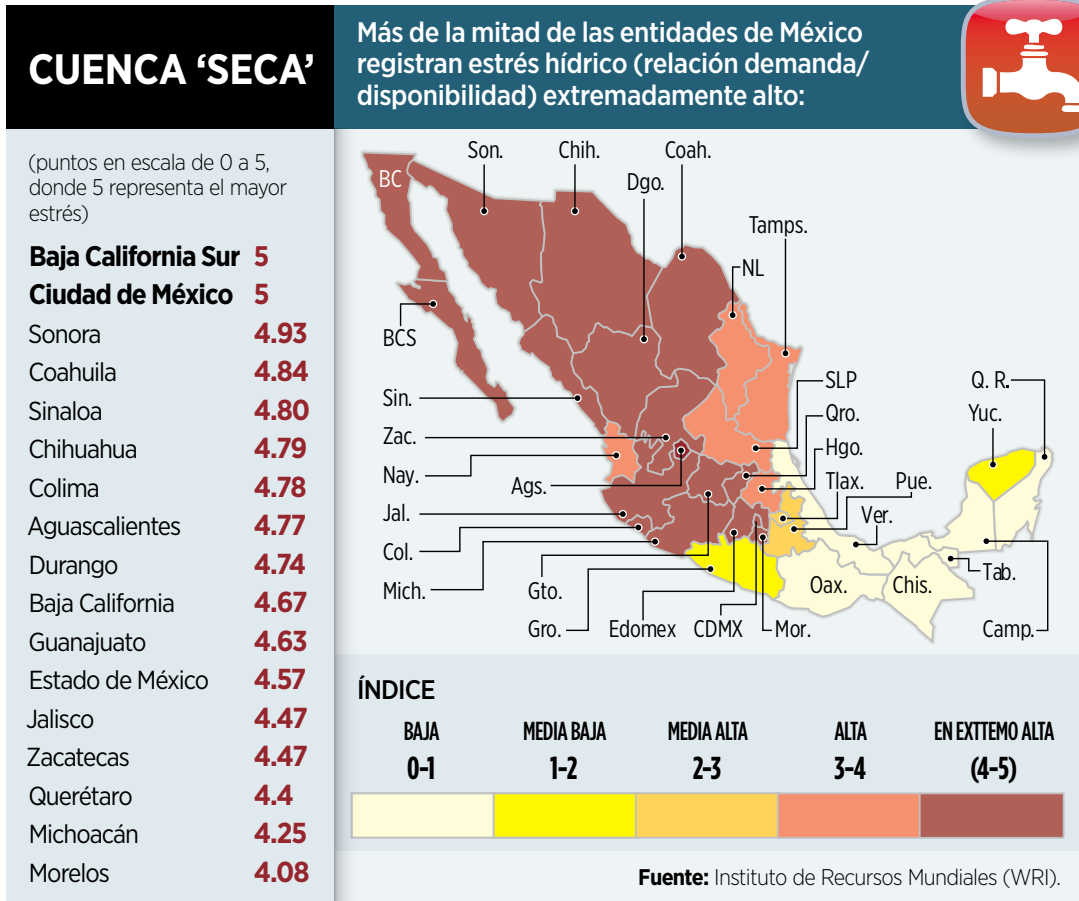 CUENCA ‘SECA’
Más de la mitad de las entidades de México
registran estrés hídrico (relación demanda/
disponibilidad) extremadamente alto:
(puntos en escala de 0 a 5,
donde 5 representa el mayor
estrés)
Baja California Sur 5
Ciudad de México 5
Sonora 4.93
Coahuila 4.84
Sinaloa 4.80
Chihuahua 4.79
Colima 4.78
Aguascalientes 4.77
Durango 4.74
Baja California 4.67
Guanajuato 4.63
Estado de México 4.57
Jalisco 4.47
Zacatecas 4.47
Querétaro 4.4
Michoacán 4.25
Morelos 4.08
BC
Son.
Chih.
Coah.
Dgo.
Tamps.
NL
BCS
SLP
Q. R.
Sin.
Qro.
Yuc.
Zac.
Hgo.
Nay.
Ags.
Tlax.
Pue.
Jal.
Ver.
Col.
Mich.
Gto.
Oax.
Chis.
Tab.
Gro.
Edomex
CDMX
Mor.
Camp.
ÍNDICE
BAJA
0-1
MEDIA BAJA
1-2
MEDIA ALTA
2-3
ALTA
3-4
EN EXTTEMO ALTA
(4-5)
Fuente: Instituto de Recursos Mundiales (WRI).